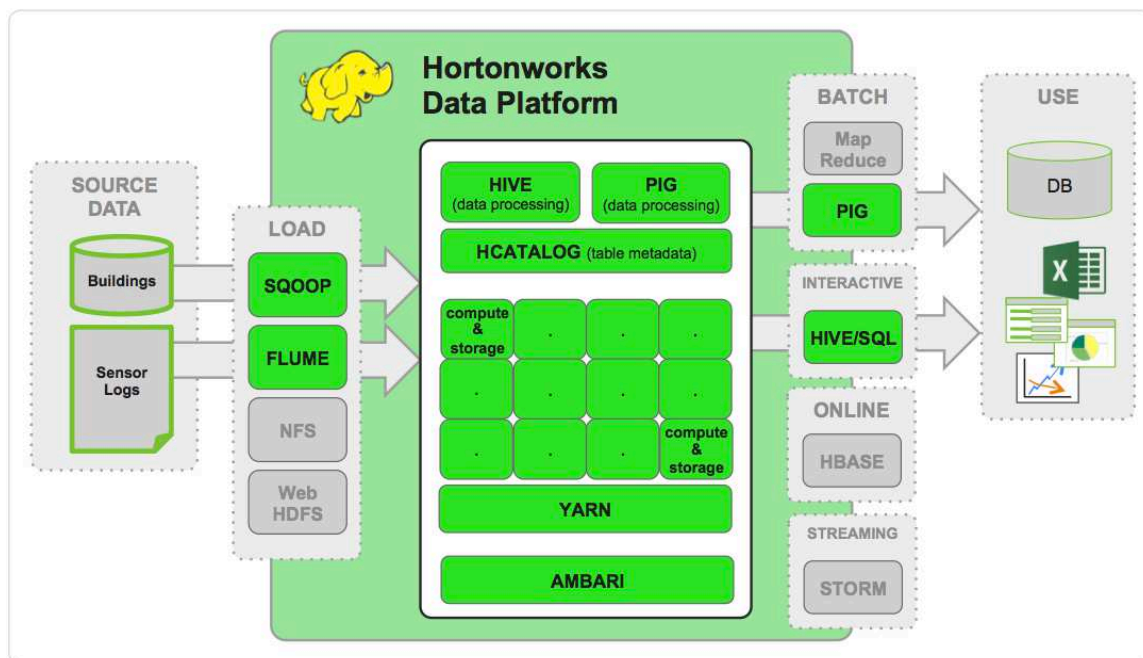 Hortonworks
Data Platform
SOURCE
DATA
Buildings
Sensor
Logs
LOAD
SQOOP
FLUME
NFS
Web
HDFS
HIVE
(data processing)
PIG
(data processing)
HCATALOG (table metadata)
compute
&
storage
. . .
. . . .
. . .
compute
&
storage
YARN
AMBARI
BATCH
Map
Reduce
PIG
INTERACTIVE
HIVE/SQL
ONLINE
HBASE
STREAMING
STORM
USE
DB
X